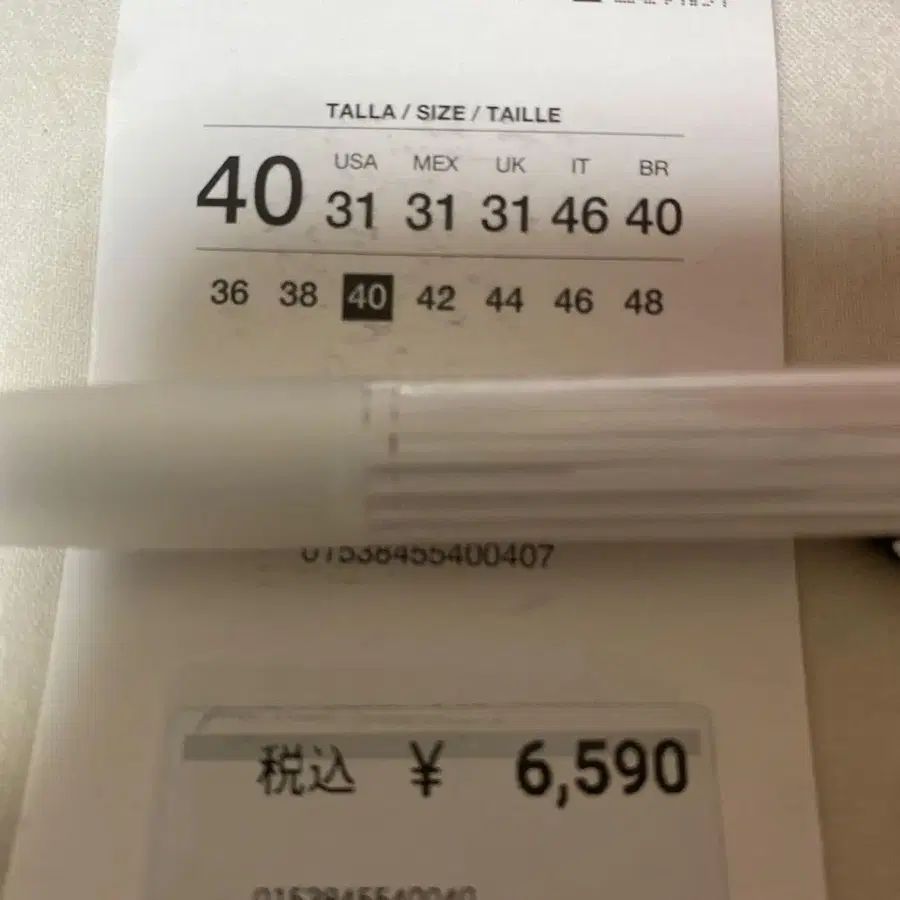 TALLA / SIZE / TAILLE
USA MEX UK IT BR
40 31 31 31 46 40
36 38 40 42 44 46 48
01538455400407
税込 ¥ 6,590